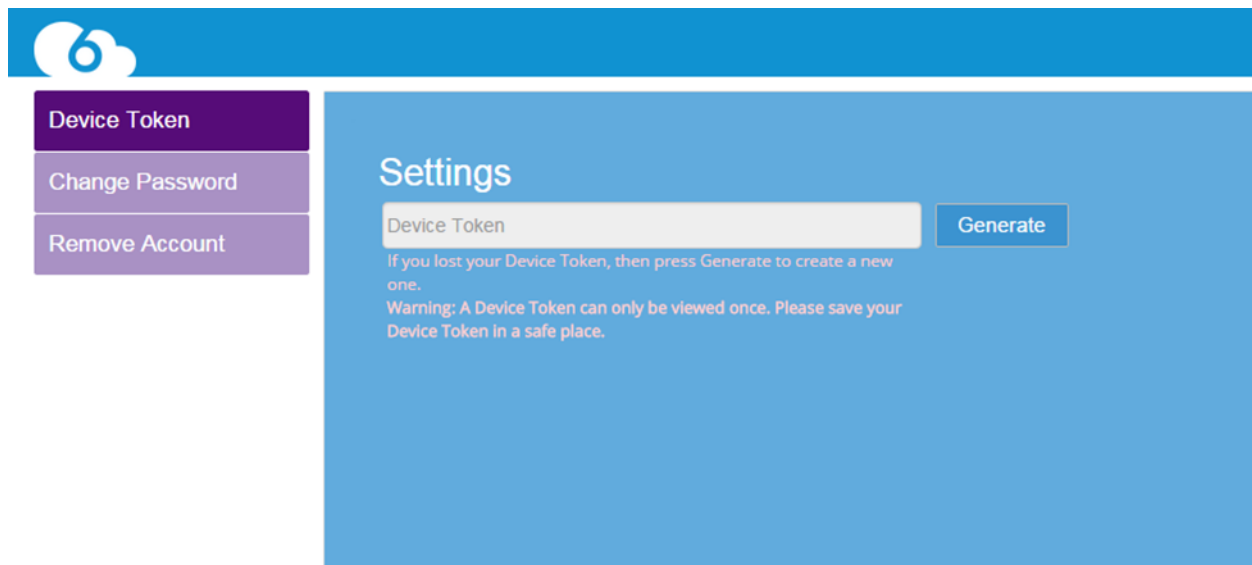 6
Device Token
Change Password
Remove Account
Settings
Device Token
Generate
If you lost your Device Token, then press Generate to create a new
one.
Warning: A Device Token can only be viewed once. Please save your
Device Token in a safe place.